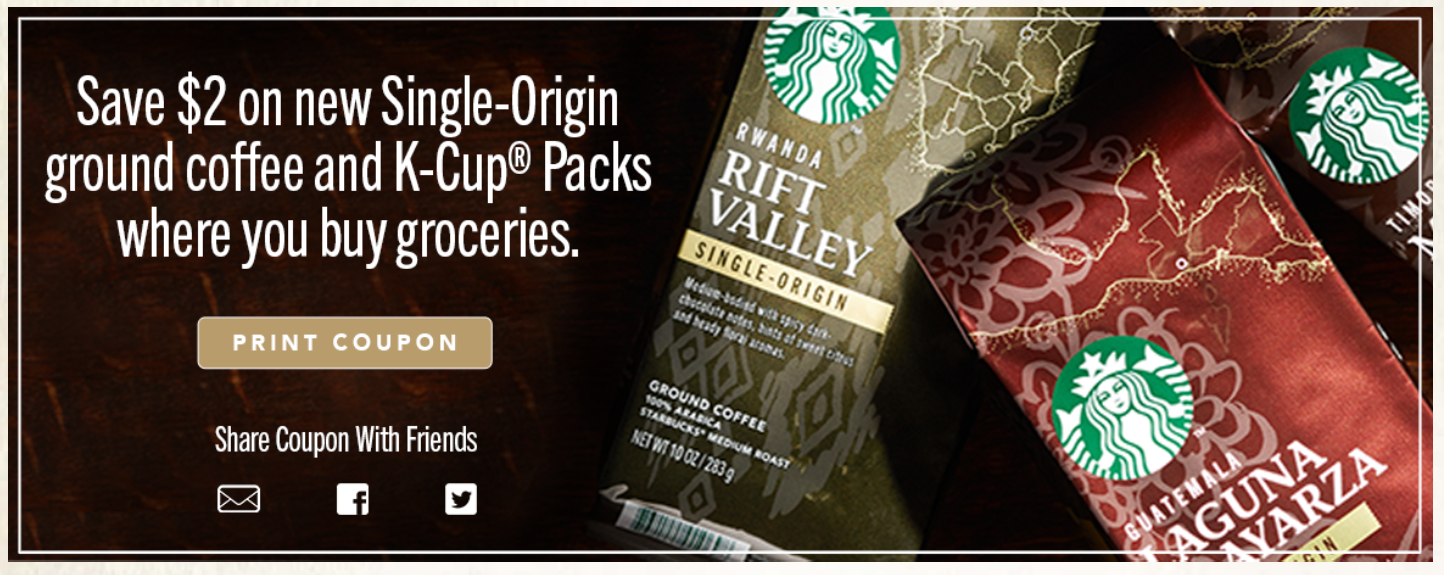 Save $2 on new Single-Origin
ground coffee and K-Cup® Packs
where you buy groceries.
PRINT COUPON
Share Coupon With Friends
RWANDA
RIFT
VALLEY
SINGLE-ORIGIN
Medium-bodied with spicy dark-
chocolate notes, hints of sweet citrus
and heady floral aromas.
GROUND COFFEE
100% ARABICA
STARBUCKS® MEDIUM ROAST
NET WT 10 OZ / 283 g
GUATEMALA
LAGUNA
AYARZA